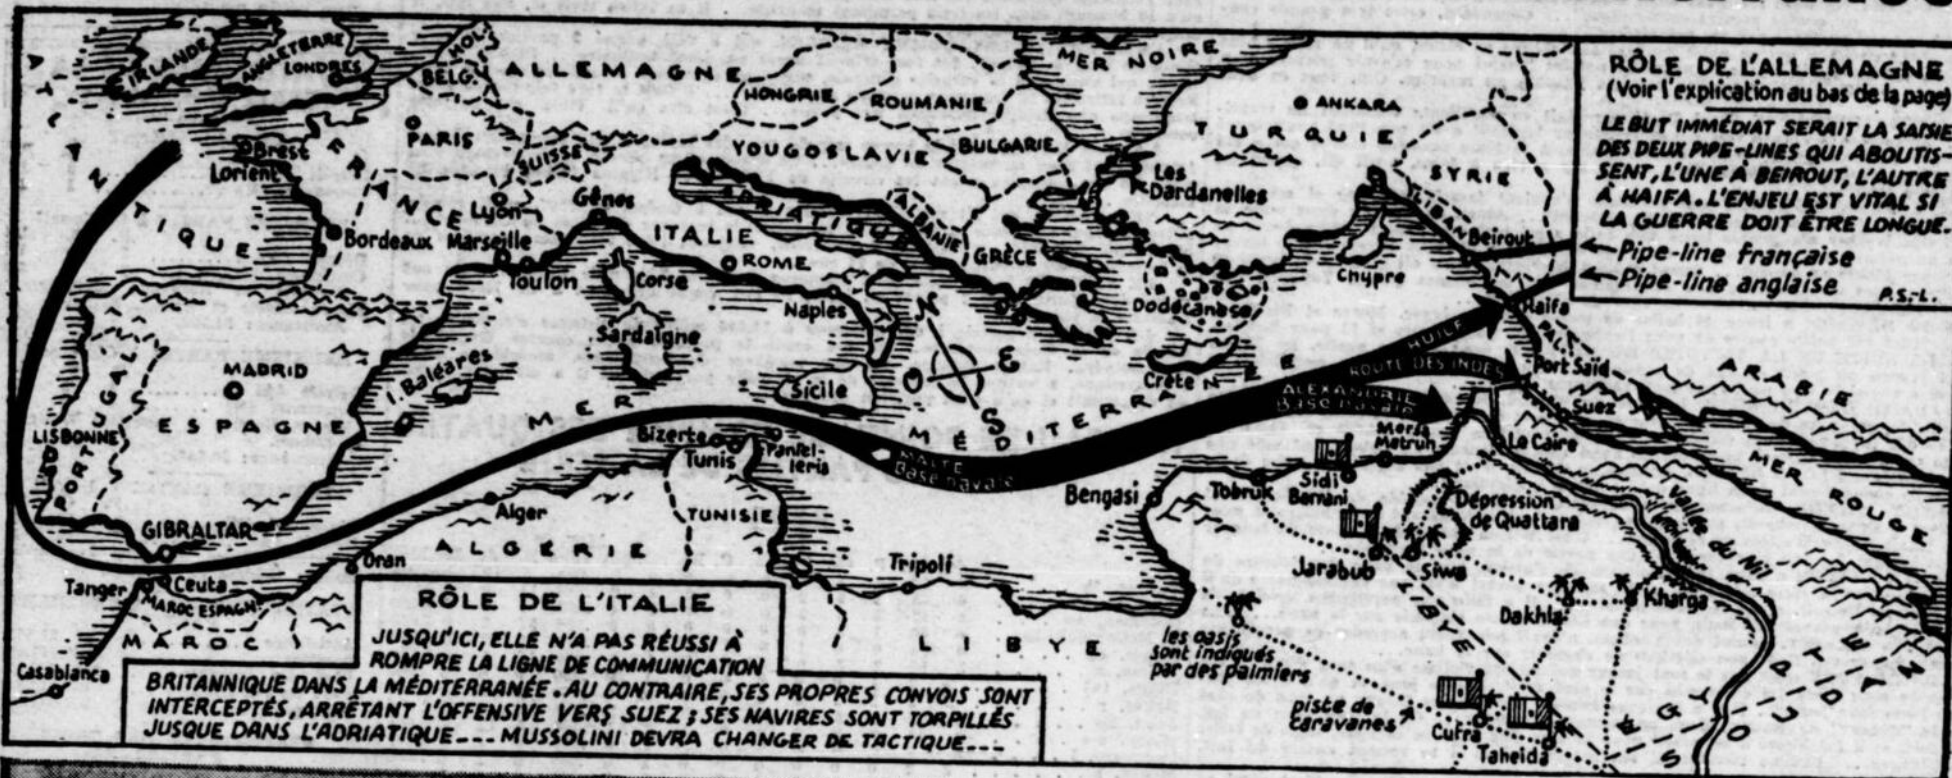 IRLANDE
ANGLETERRE
LONDRES
HOL.
BELG.
ALLEMAGNE
HONGRIE
ROUMANIE
MER NOIRE
ANKARA
TURQUIE
ATLANTIQUE
Brest
Lorient
PARIS
FRANCE
SUISSE
YOUGOSLAVIE
BULGARIE
Les
Dardanelles
SYRIE
LIBAN
Lyon
Gênes
ADRIATIQUE
ALBANIE
Bordeaux
Marseille
Toulon
ITALIE
ROME
GRÈCE
Corse
Naples
Sardaigne
Dodécanèse
Chypre
Beirout
RÔLE DE L'ALLEMAGNE
(Voir l'explication au bas de la page)
LE BUT IMMÉDIAT SERAIT LA SAISIE
DES DEUX PIPE-LINES QUI ABOUTIS-
SENT, L'UNE À BEIROUT, L'AUTRE
À HAIFA. L'ENJEU EST VITAL SI
LA GUERRE DOIT ÊTRE LONGUE.
Pipe-line française
Pipe-line anglaise
P.S.-L.
N
E
O
S
MADRID
I. Baléares
PORTUGAL
LISBONNE
ESPAGNE
Sicile
Crète
MER MÉDITERRANÉE
HUILE
ROUTE DES INDES
ALEXANDRIE
Base navale
Haifa
PAL.
Port Saïd
Suez
ARABIE
MER ROUGE
Bizerte
Tunis
Pantel-
leria
MALTE
Base navale
Mersa
Matruh
Le Caire
Bengasi
Tobruk
Sidi
Barrani
Dépression
de Quattara
Vallée du Nil
GIBRALTAR
Alger
TUNISIE
ALGÉRIE
Oran
Tanger
Ceuta
MAROC ESPAGN.
MAROC
Casablanca
Tripoli
LIBYE
Jarabub
Siwa
LIBYE
Dakhla
Kharga
les oasis
sont indiqués
par des palmiers
piste de
caravanes
Cufra
Taheida
EGYPTE
SOUDAN
RÔLE DE L'ITALIE
JUSQU'ICI, ELLE N'A PAS RÉUSSI À
ROMPRE LA LIGNE DE COMMUNICATION
BRITANNIQUE DANS LA MÉDITERRANÉE. AU CONTRAIRE, SES PROPRES CONVOIS SONT
INTERCEPTÉS, ARRÊTANT L'OFFENSIVE VERS SUEZ; SES NAVIRES SONT TORPILLÉS
JUSQUE DANS L'ADRIATIQUE--- MUSSOLINI DEVRA CHANGER DE TACTIQUE---